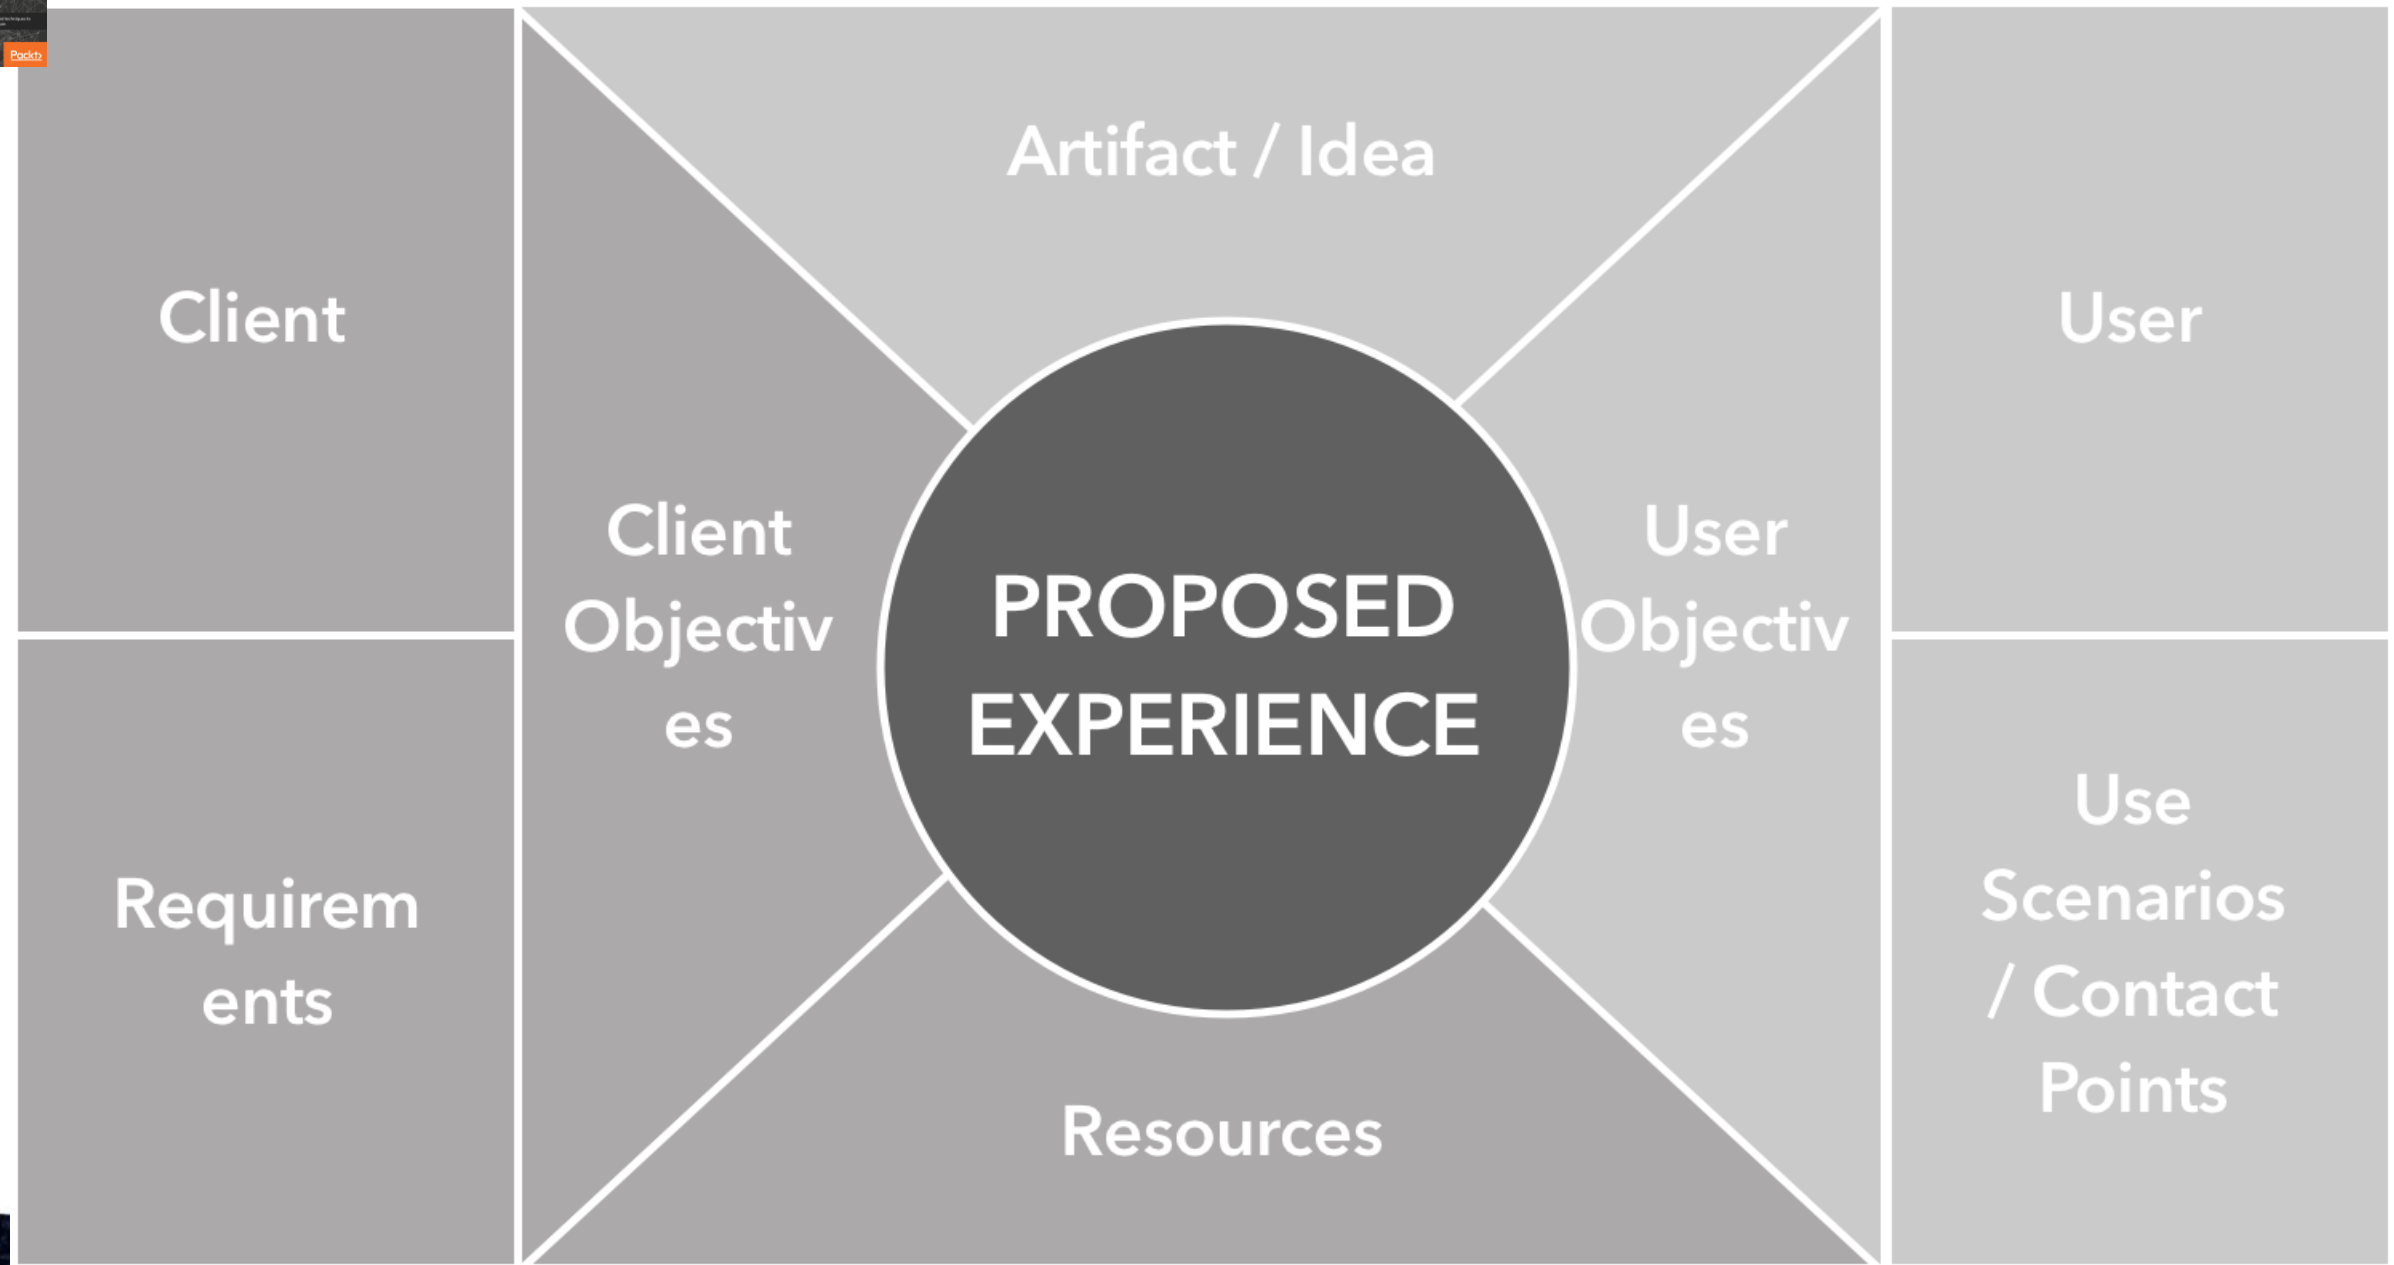 Packt>
Artifact / Idea
Client
User
Client
Objectiv
es
PROPOSED
EXPERIENCE
User
Objectiv
es
Requirem
ents
Use
Scenarios
/ Contact
Points
Resources